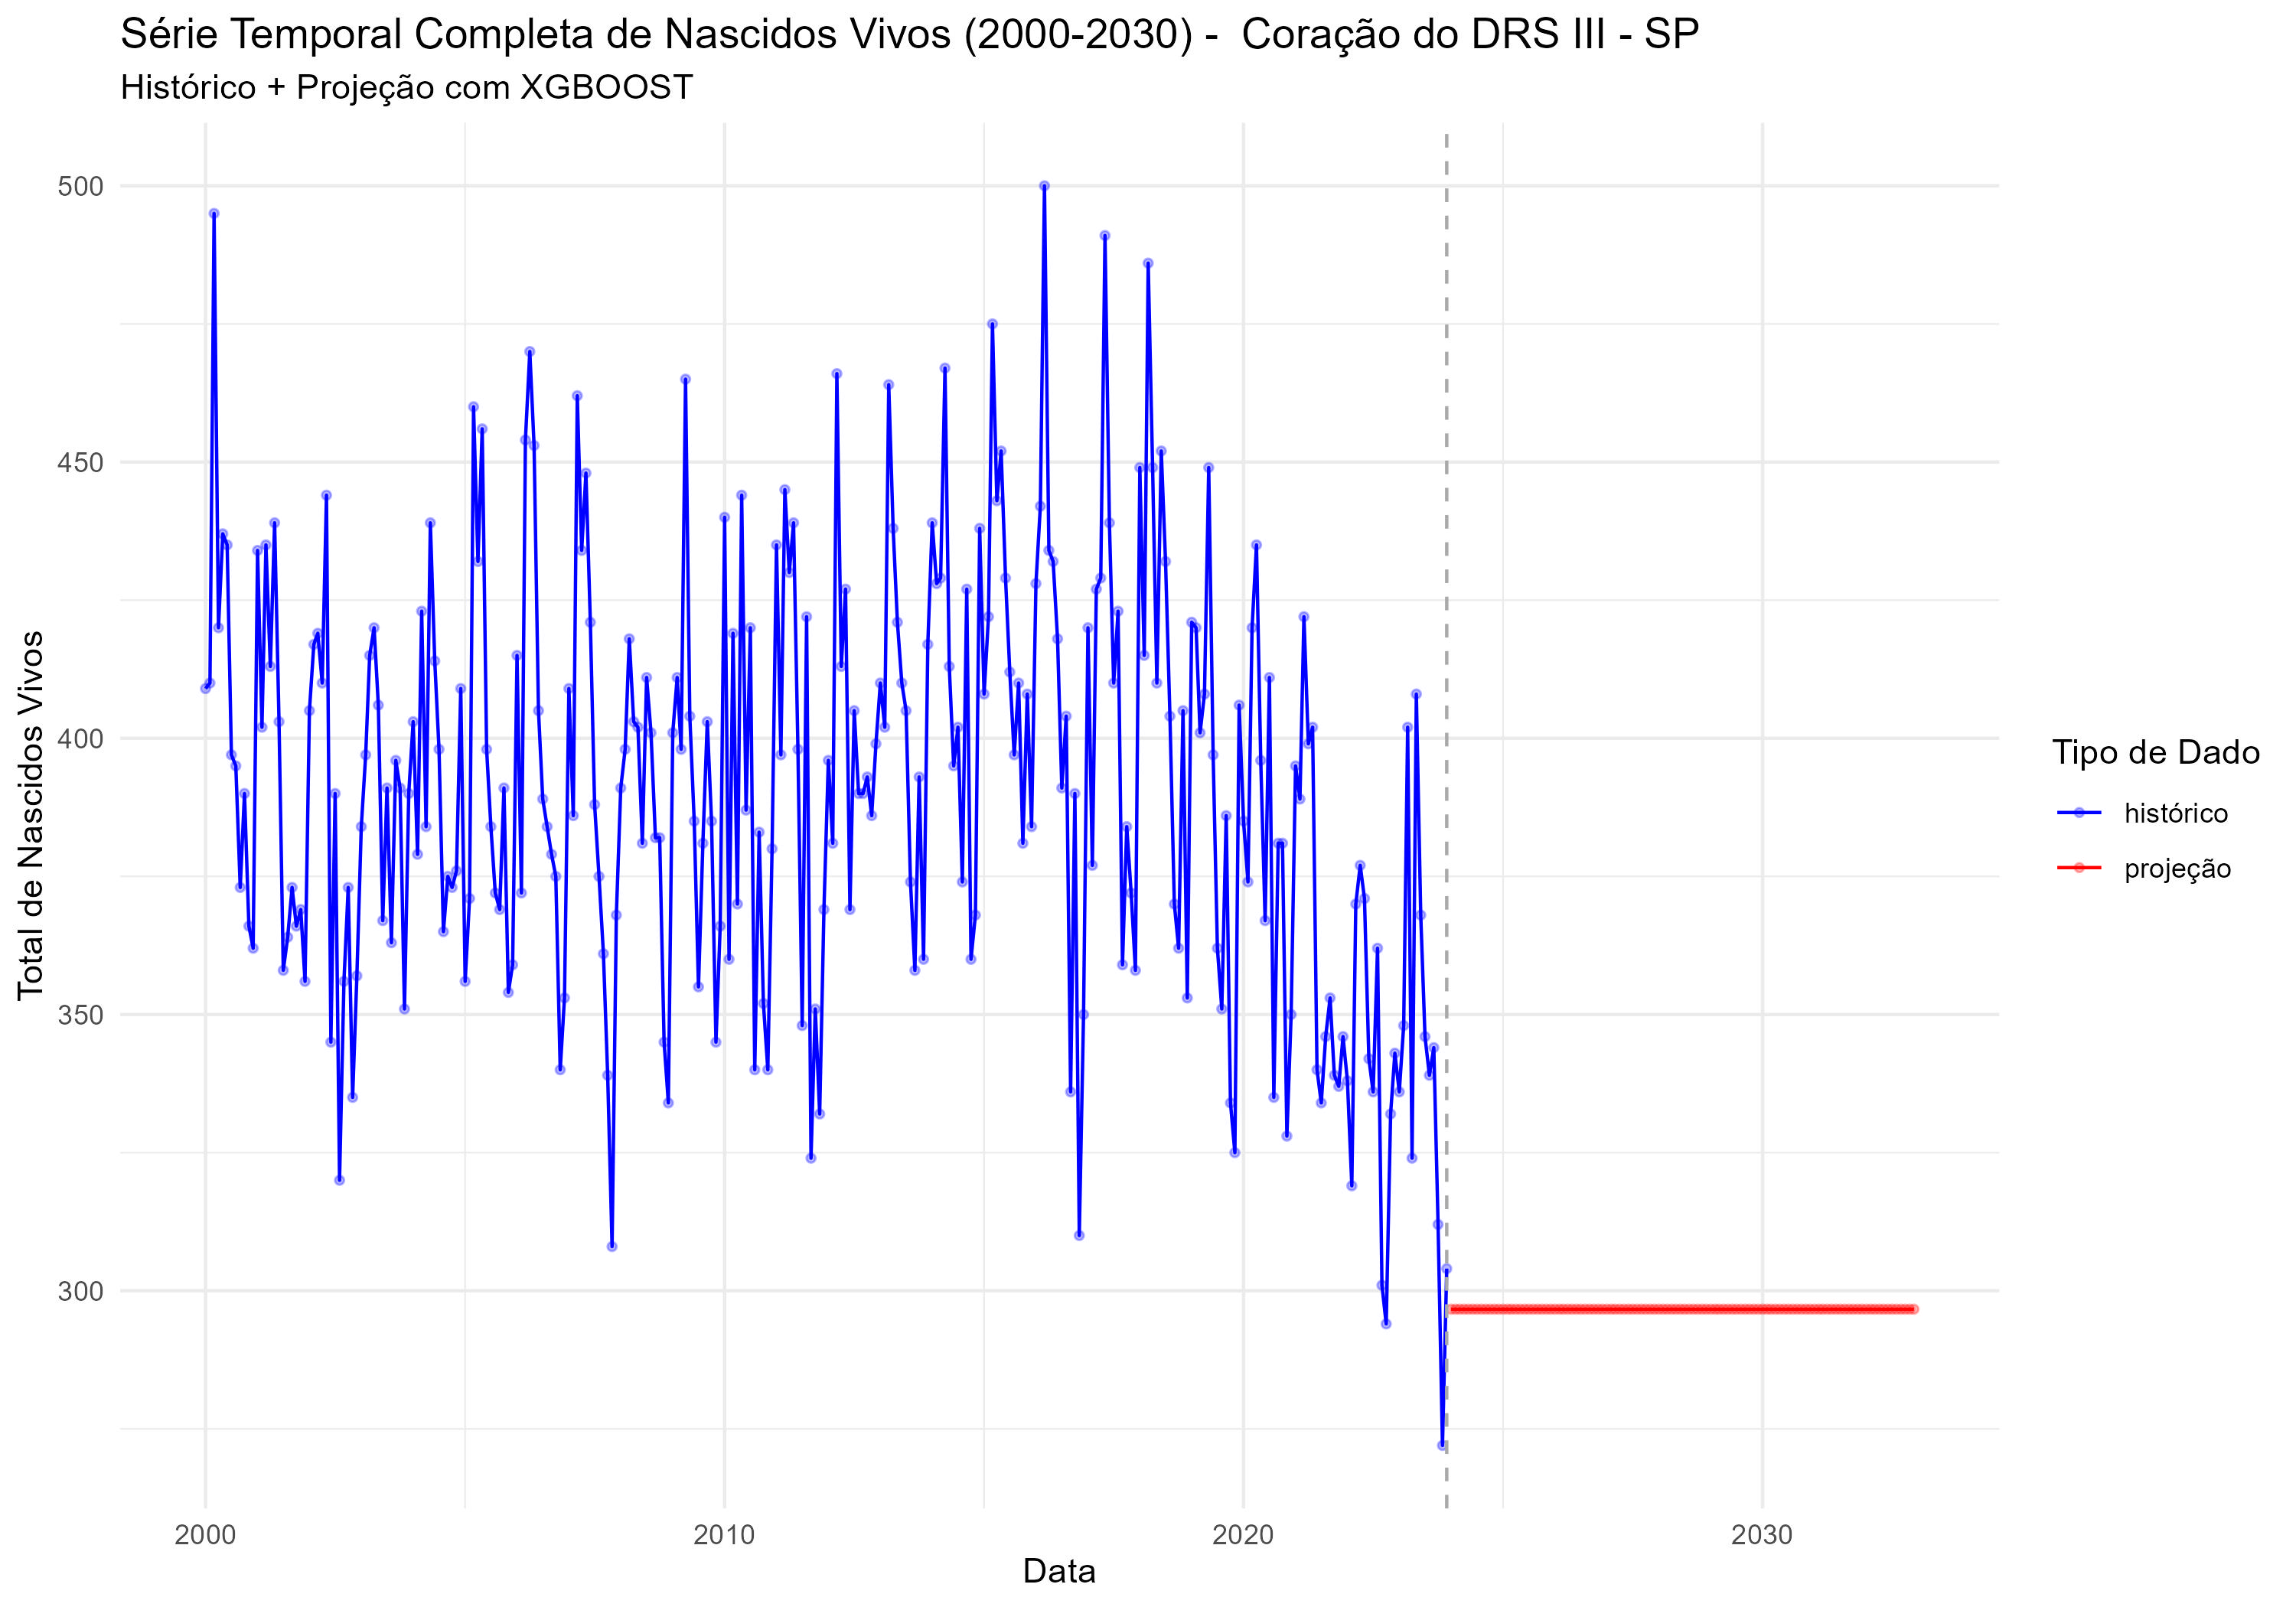 Série Temporal Completa de Nascidos Vivos (2000-2030) -  Coração do DRS III - SP
Histórico + Projeção com XGBOOST
Total de Nascidos Vivos
500
450
400
350
300
2000
2010
2020
2030
Data
Tipo de Dado
histórico
projeção